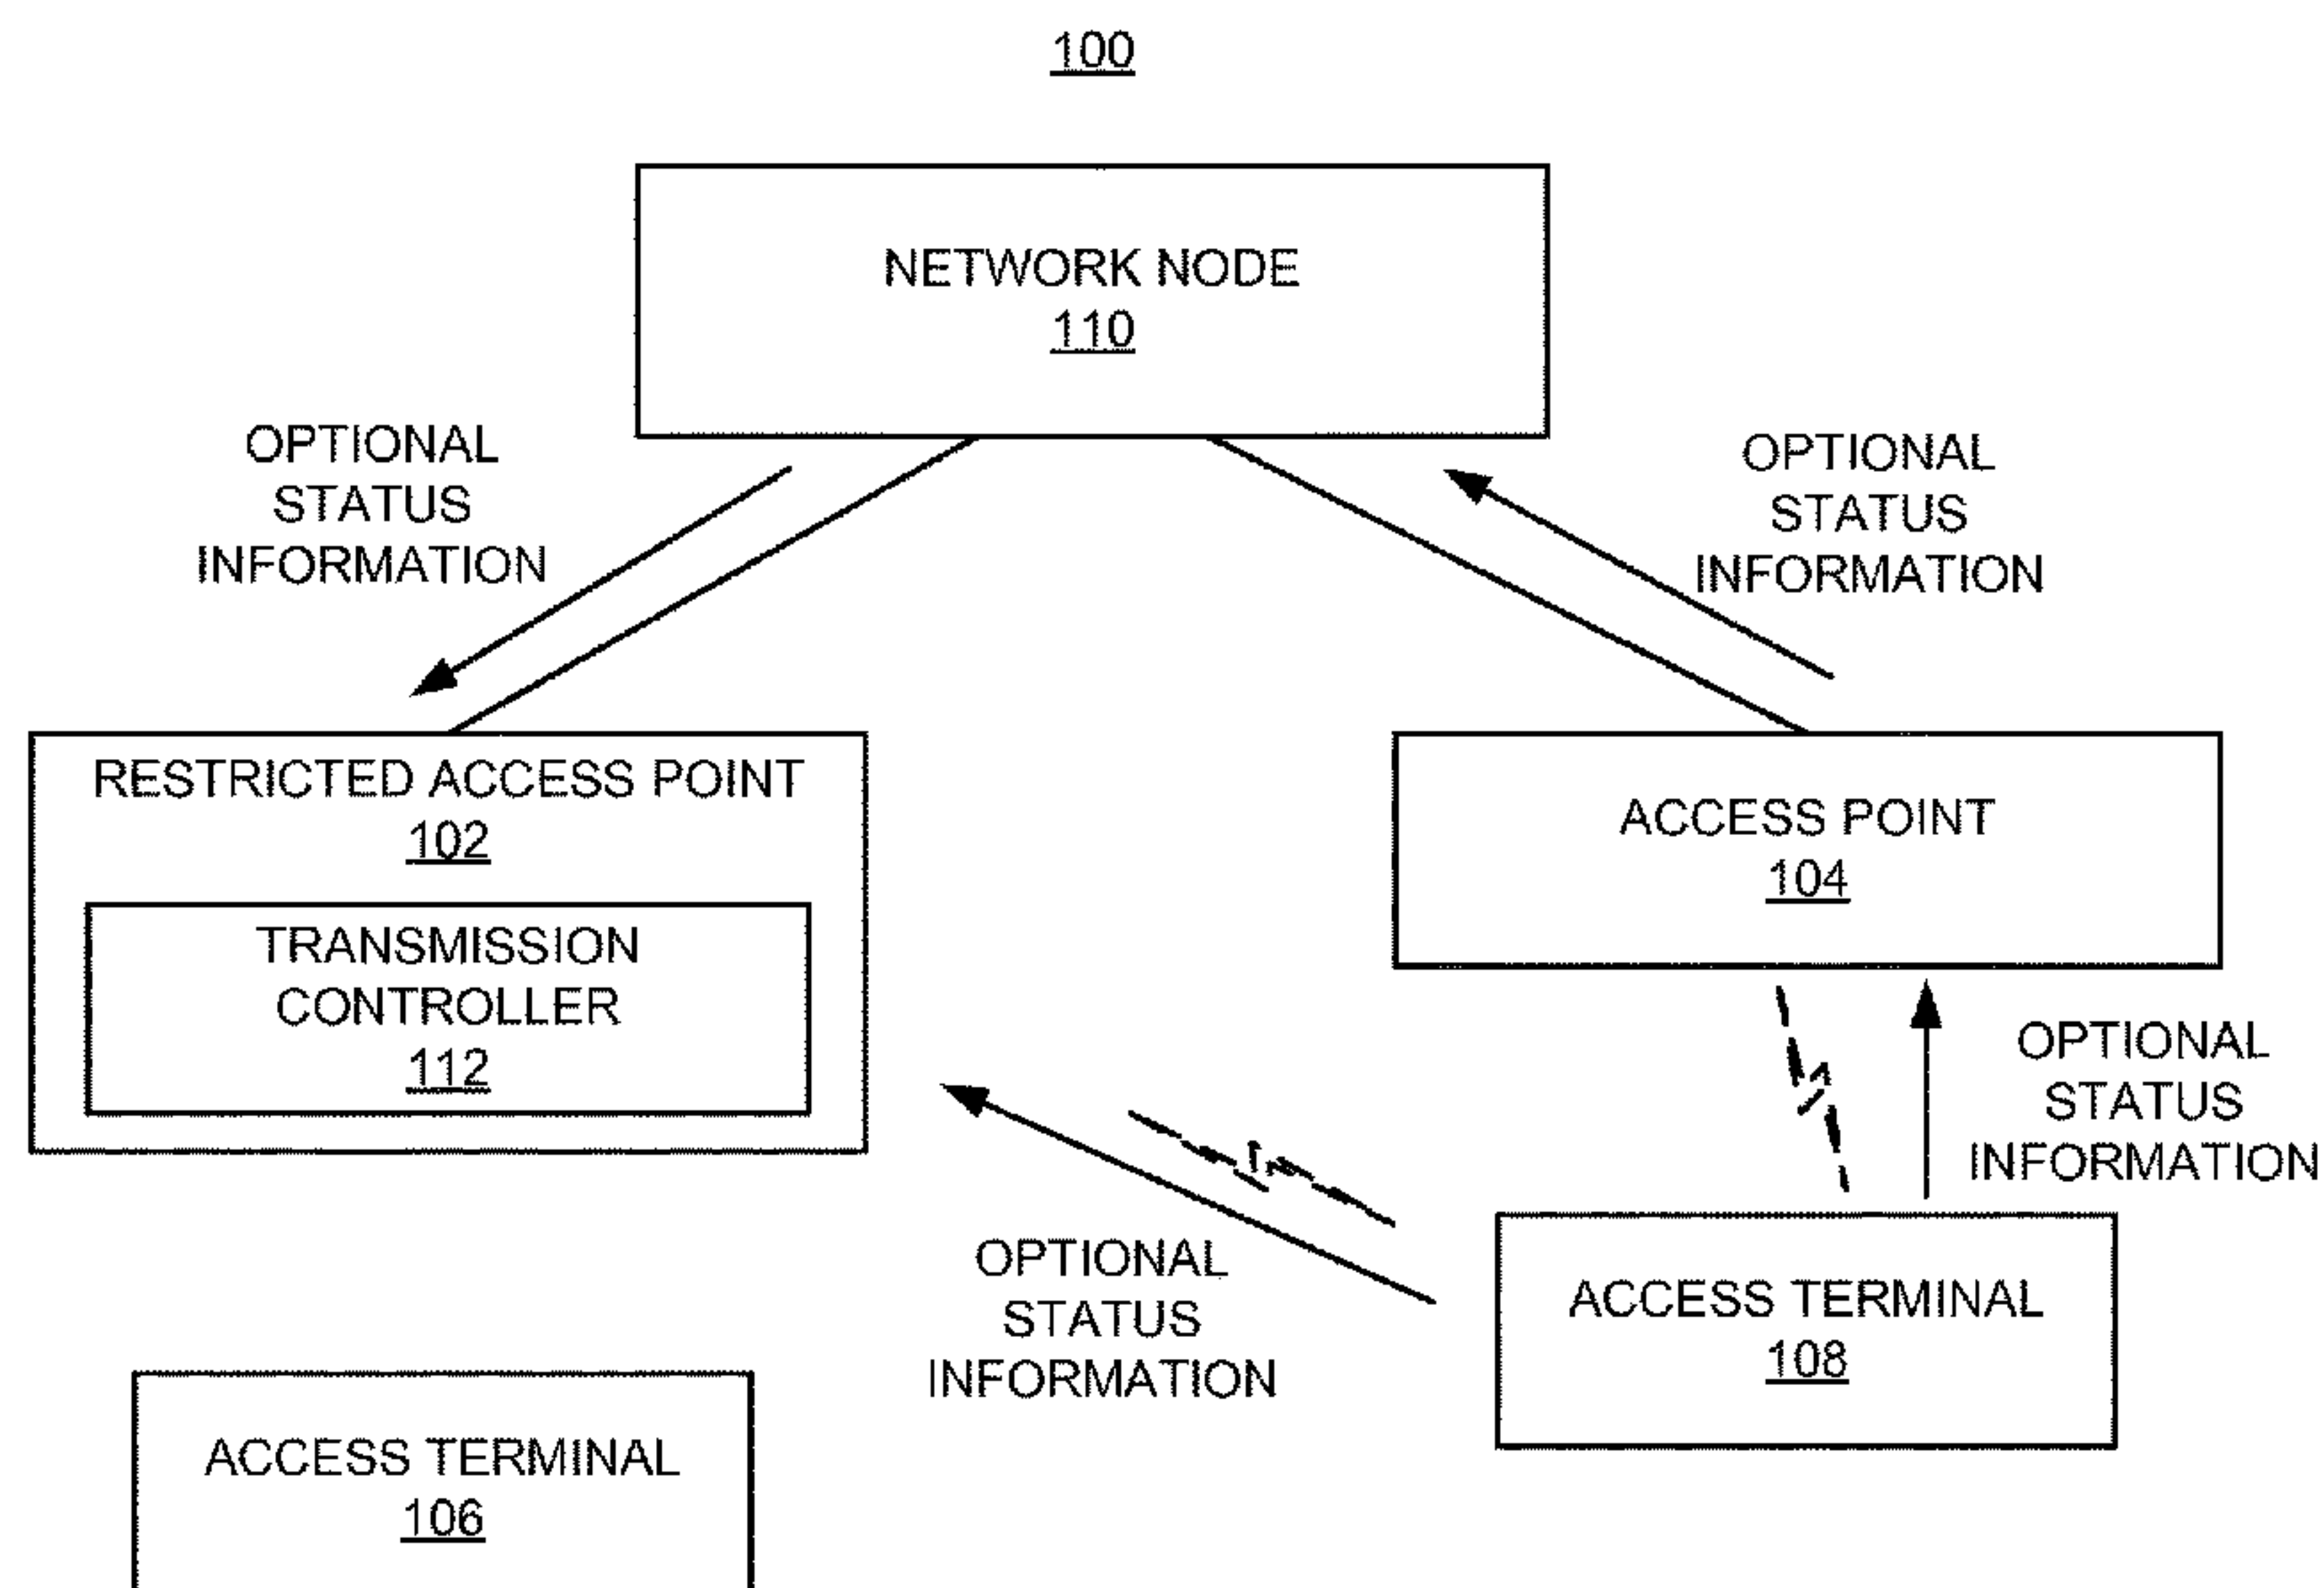 100
NETWORK NODE
110
OPTIONAL
STATUS
INFORMATION
OPTIONAL
STATUS
INFORMATION
RESTRICTED ACCESS POINT
102
TRANSMISSION
CONTROLLER
112
ACCESS POINT
104
OPTIONAL
STATUS
INFORMATION
OPTIONAL
STATUS
INFORMATION
ACCESS TERMINAL
108
ACCESS TERMINAL
106